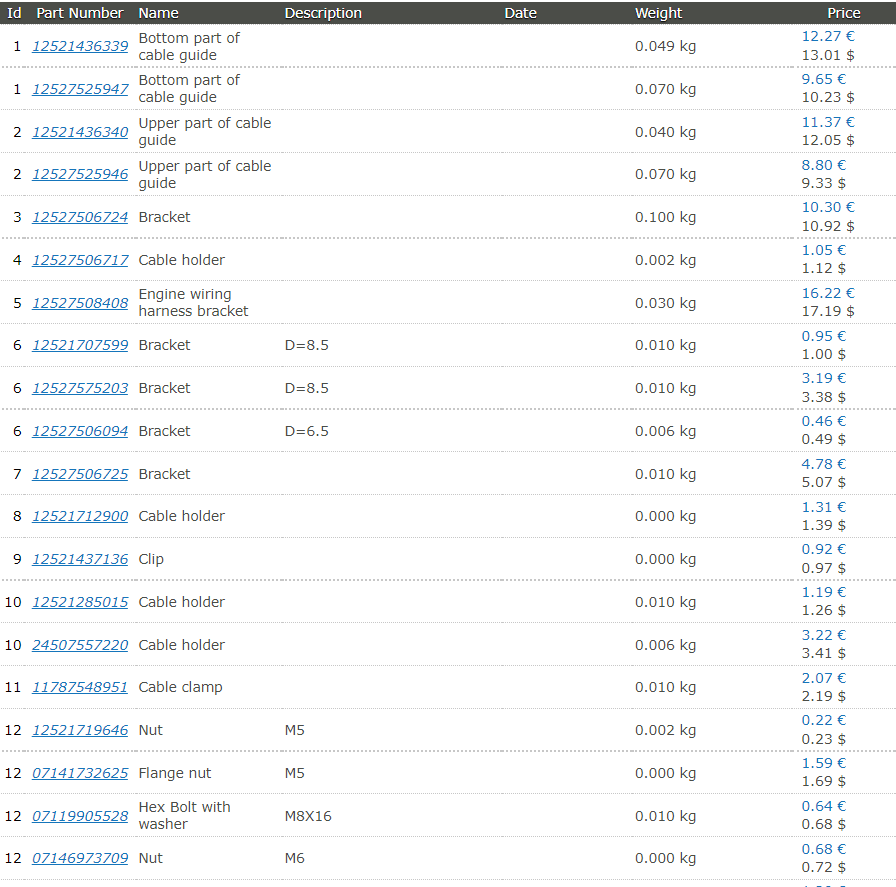 Id Part Number Name Description Date Weight Price
1 12521436339 Bottom part of cable guide 0.049 kg 12.27 €
13.01 $
1 12527525947 Bottom part of cable guide 0.070 kg 9.65 €
10.23 $
2 12521436340 Upper part of cable guide 0.040 kg 11.37 €
12.05 $
2 12527525946 Upper part of cable guide 0.070 kg 8.80 €
9.33 $
3 12527506724 Bracket 0.100 kg 10.30 €
10.92 $
4 12527506717 Cable holder 0.002 kg 1.05 €
1.12 $
5 12527508408 Engine wiring harness bracket 0.030 kg 16.22 €
17.19 $
6 12521707599 Bracket D=8.5 0.010 kg 0.95 €
1.00 $
6 12527575203 Bracket D=8.5 0.010 kg 3.19 €
3.38 $
6 12527506094 Bracket D=6.5 0.006 kg 0.46 €
0.49 $
7 12527506725 Bracket 0.010 kg 4.78 €
5.07 $
8 12521712900 Cable holder 0.000 kg 1.31 €
1.39 $
9 12521437136 Clip 0.000 kg 0.92 €
0.97 $
10 12521285015 Cable holder 0.010 kg 1.19 €
1.26 $
10 24507557220 Cable holder 0.006 kg 3.22 €
3.41 $
11 11787548951 Cable clamp 0.010 kg 2.07 €
2.19 $
12 12521719646 Nut M5 0.002 kg 0.22 €
0.23 $
12 07141732625 Flange nut M5 0.000 kg 1.59 €
1.69 $
12 07119905528 Hex Bolt with washer M8X16 0.010 kg 0.64 €
0.68 $
12 07146973709 Nut M6 0.000 kg 0.68 €
0.72 $